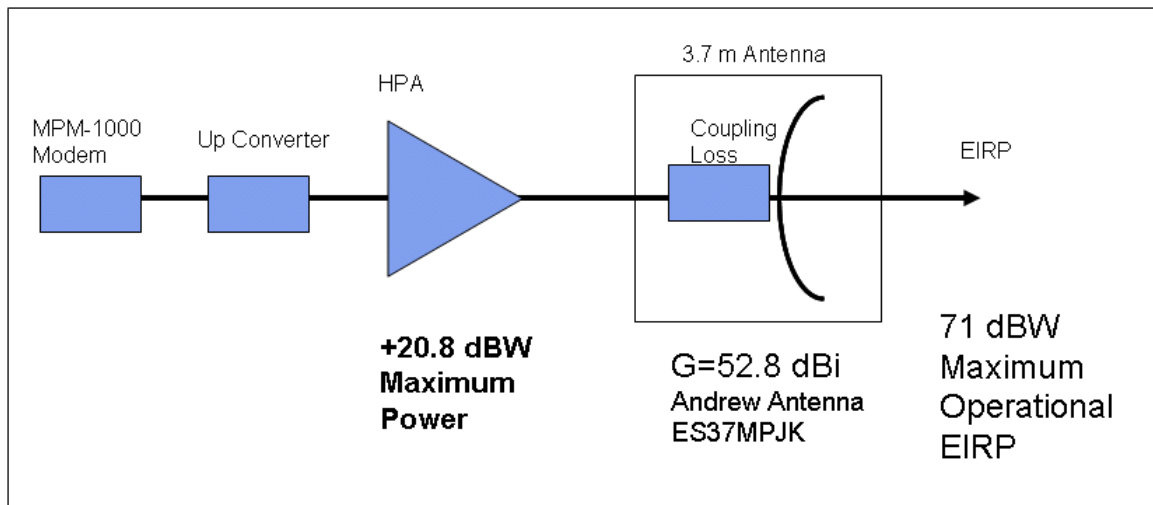 MPM-1000
Modem
Up Converter
HPA
3.7 m Antenna
Coupling
Loss
EIRP
+20.8 dBW
Maximum
Power
G=52.8 dBi
Andrew Antenna
ES37MPJK
71 dBW
Maximum
Operational
EIRP